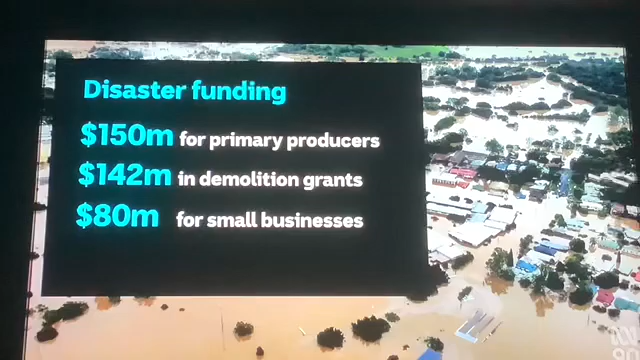 Disaster funding
$150m for primary producers
$142m in demolition grants
$80m for small businesses